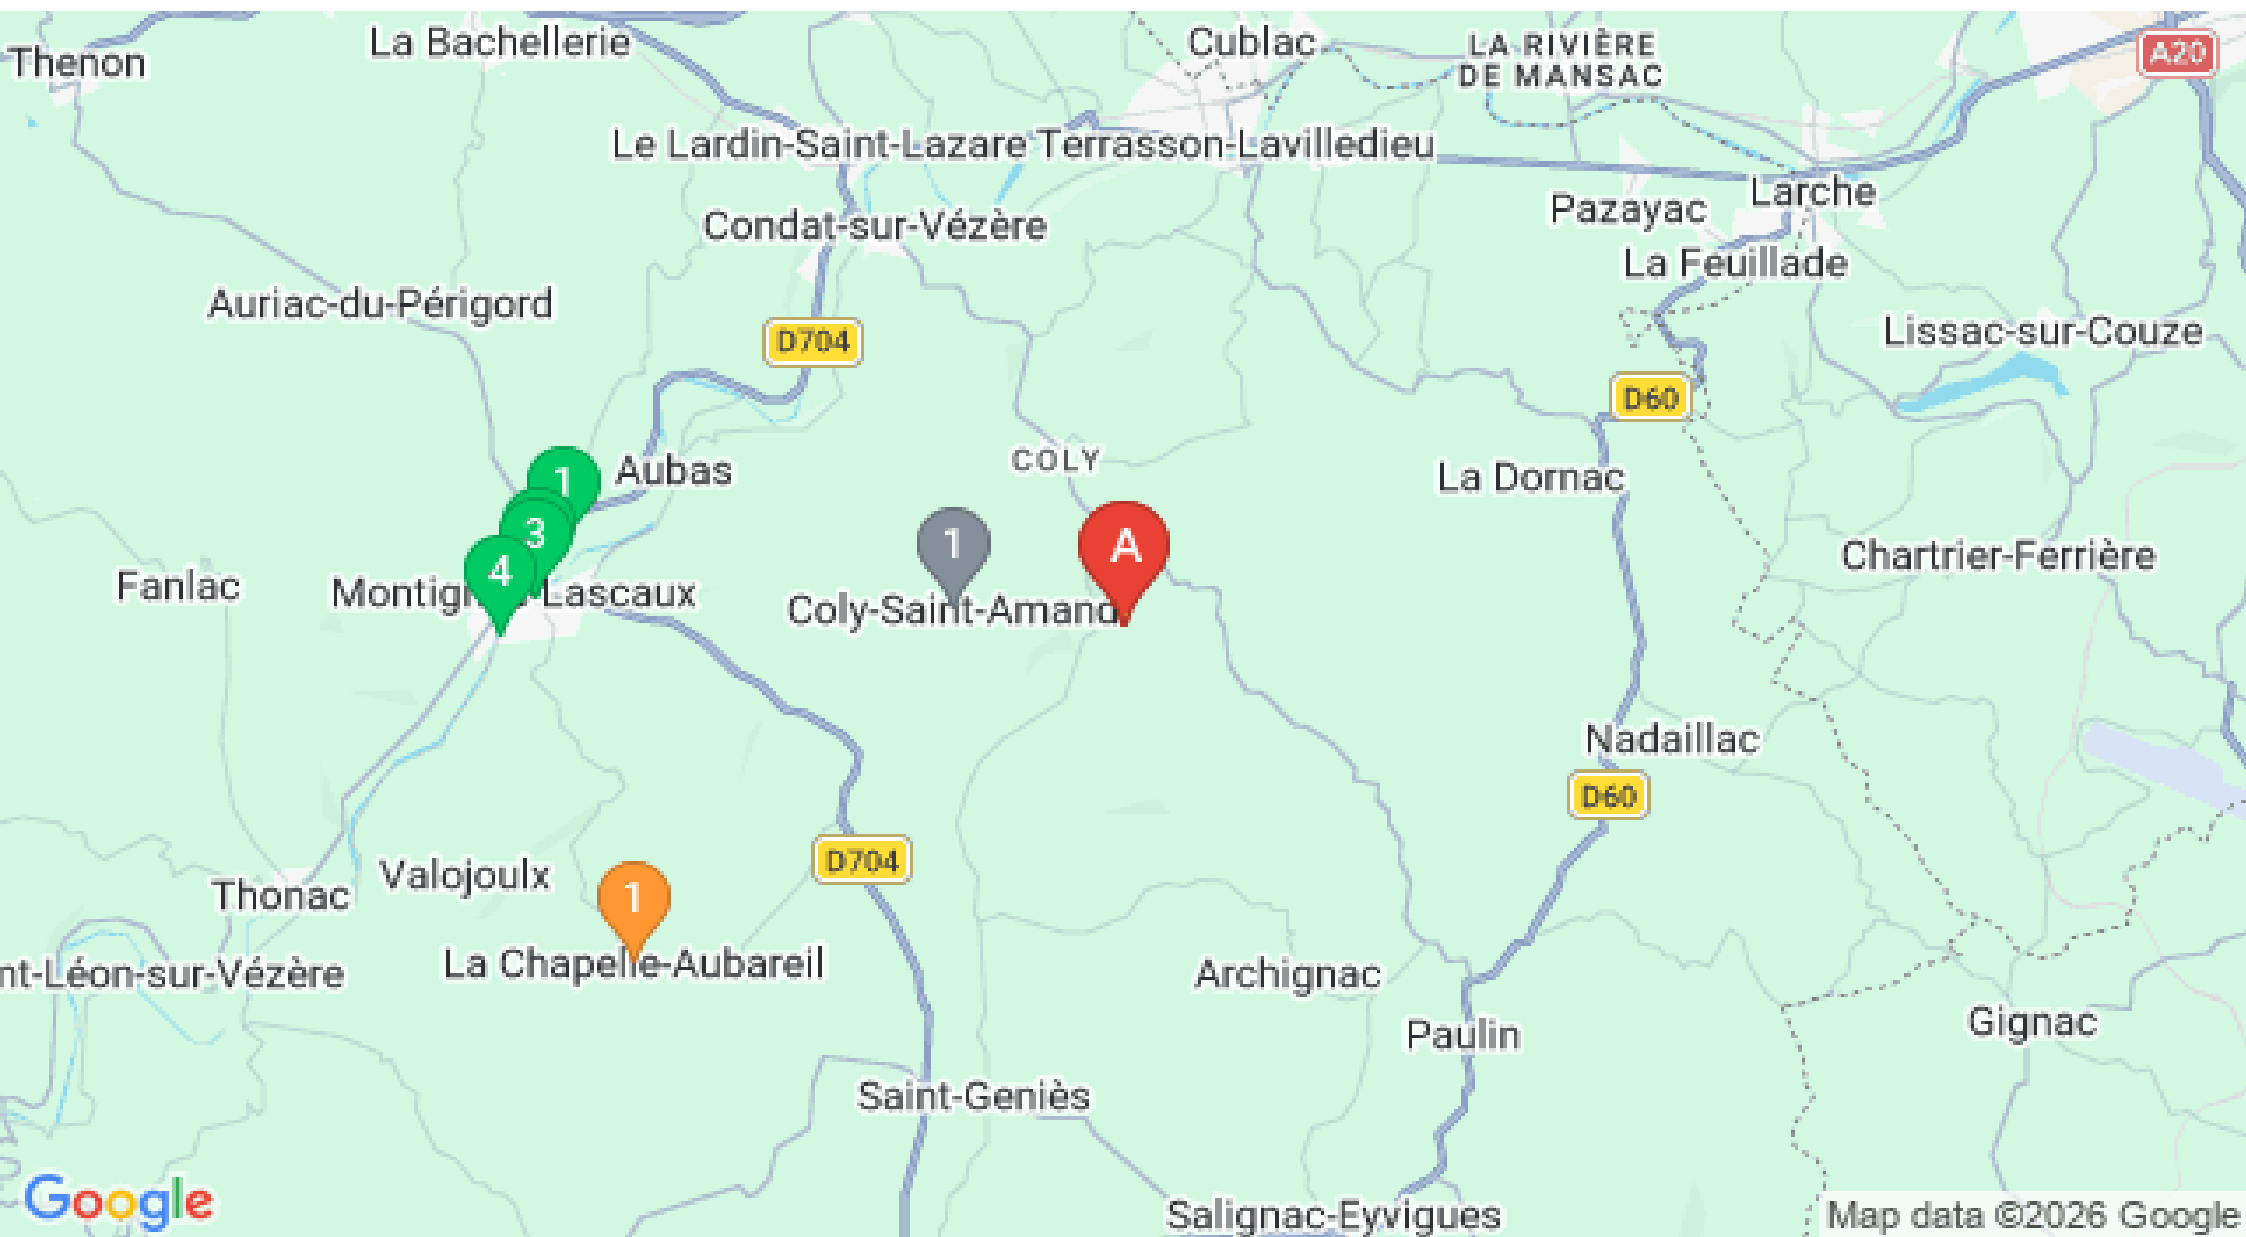 Thenon
La Bachellerie
Cublac
LA RIVIÈRE
DE MANSAC
A20
Le Lardin-Saint-Lazare
Terrasson-Lavilledieu
Larche
Pazayac
Condat-sur-Vézère
La Feuillade
Auriac-du-Périgord
D704
Lissac-sur-Couze
D60
1
Aubas
COLY
La Dornac
3
1
A
4
Chartrier-Ferrière
Fanlac
Lascaux
Coly-Saint-Amand
Nadaillac
D60
D704
Valojoulx
1
Thonac
La Chapelle-Aubareil
nt-Léon-sur-Vézère
Archignac
Gignac
Paulin
Saint-Geniès
Google
Salignac-Eyvigues
Map data ©2026 Google